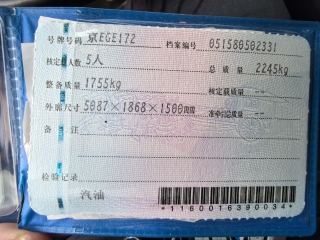 号牌号码 京EGE172 档案编号 051580502331
核定载人数 5人 总质量 2245kg
整备质量 1755kg 核定载质量 --
外廓尺寸 5087×1868×1500mm 准牵引总质量 --
备注
检验记录
汽油
*1160016390034*